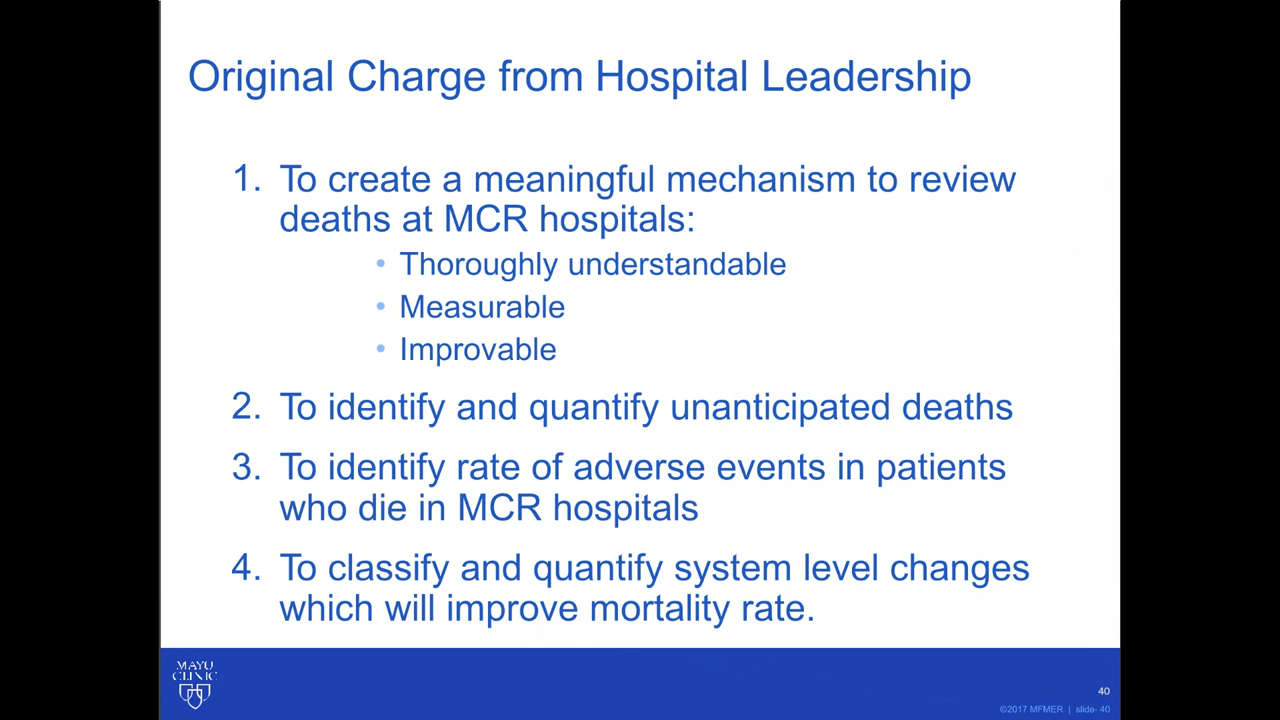 Original Charge from Hospital Leadership
1. To create a meaningful mechanism to review
deaths at MCR hospitals:
• Thoroughly understandable
• Measurable
• Improvable
2. To identify and quantify unanticipated deaths
3. To identify rate of adverse events in patients
who die in MCR hospitals
4. To classify and quantify system level changes
which will improve mortality rate.
MAYO
CLINIC
40
©2017 MFMER | slide- 40